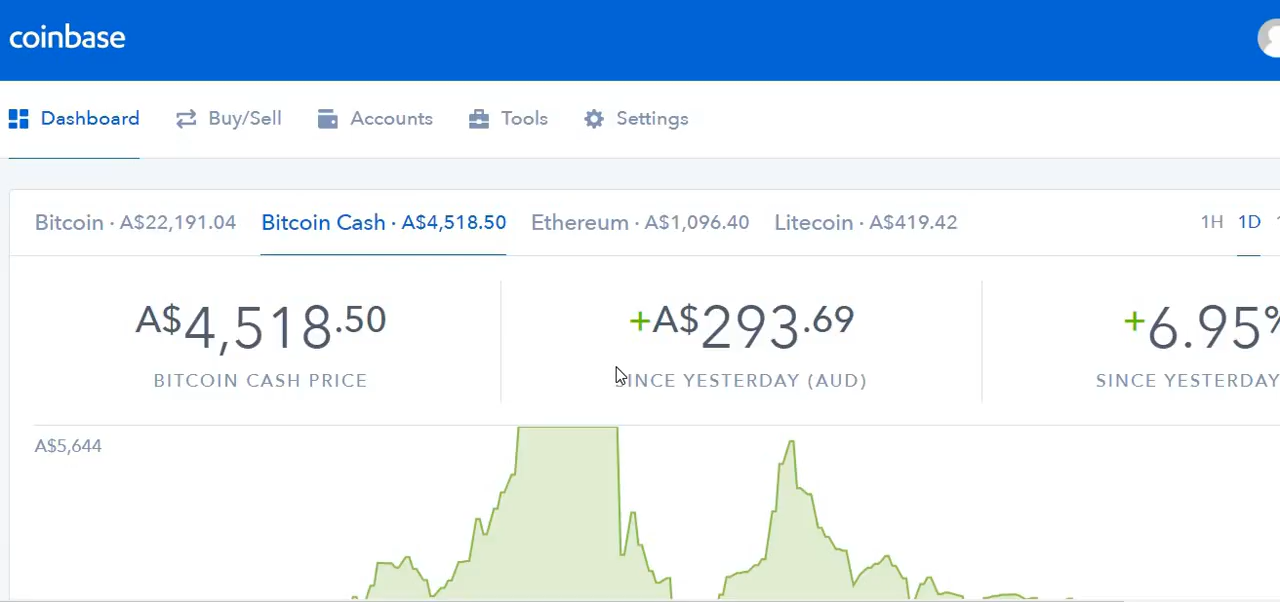 coinbase
Dashboard Buy/Sell Accounts Tools Settings
Bitcoin · A$22,191.04 Bitcoin Cash · A$4,518.50 Ethereum · A$1,096.40 Litecoin · A$419.42 1H 1D
A$4,518.50 +A$293.69 +6.95%
BITCOIN CASH PRICE SINCE YESTERDAY (AUD) SINCE YESTERDAY
A$5,644